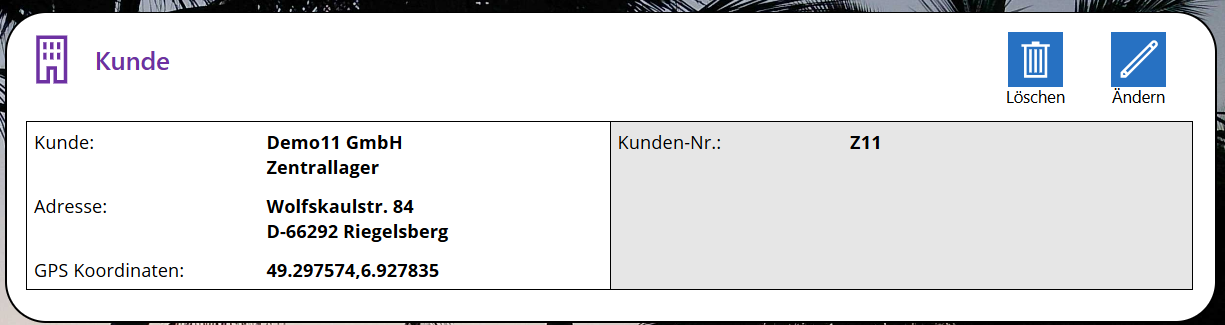 Kunde
Löschen
Ändern
Kunde: Demo11 GmbH
Zentrallager
Adresse: Wolfskaulstr. 84
D-66292 Riegelsberg
GPS Koordinaten: 49.297574,6.927835
Kunden-Nr.: Z11